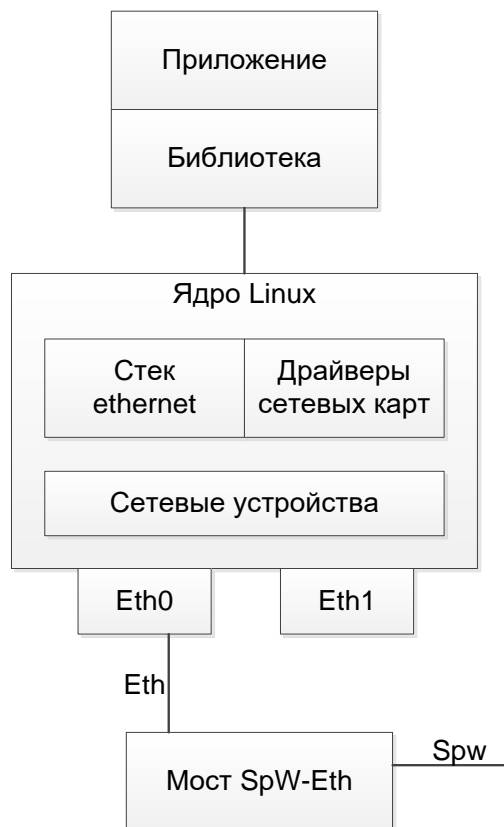 Приложение
Библиотека
Ядро Linux
Стек
ethernet
Драйверы
сетевых карт
Сетевые устройства
Eth0
Eth1
Eth
Spw
Мост SpW-Eth